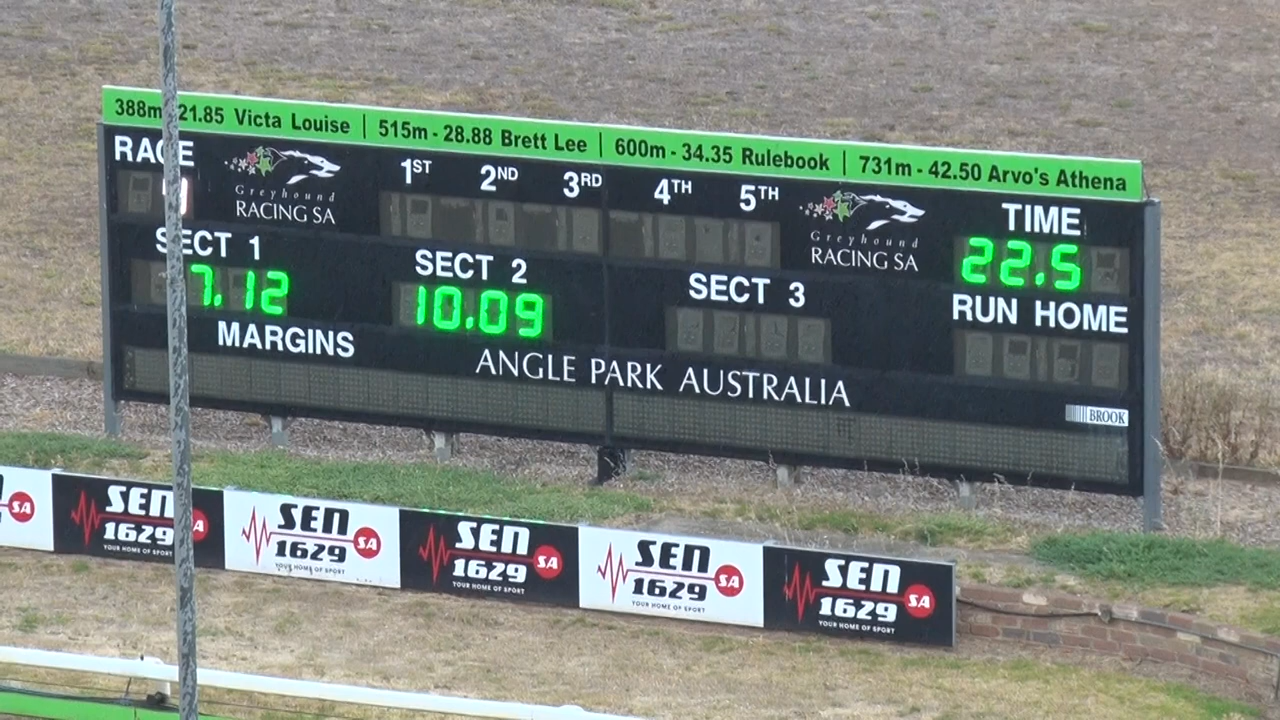 388m 21.85 Victa Louise | 515m - 28.88 Brett Lee | 600m - 34.35 Rulebook | 731m - 42.50 Arvo's Athena
RACE
Greyhound
RACING SA
1ST 2ND 3RD 4TH 5TH
Greyhound
RACING SA
TIME
22.5
SECT 1
7.12
SECT 2
10.09
SECT 3
RUN HOME
MARGINS
ANGLE PARK AUSTRALIA
BROOK
SA
SEN
1629
A
YOUR HOME OF SPORT
SEN
1629
SA
YOUR HOME OF SPORT
SEN
1629
SA
YOUR HOME OF SPORT
SEN
1629
SA
YOUR HOME OF SPORT
SEN
1629
SA
YOUR HOME OF SPORT